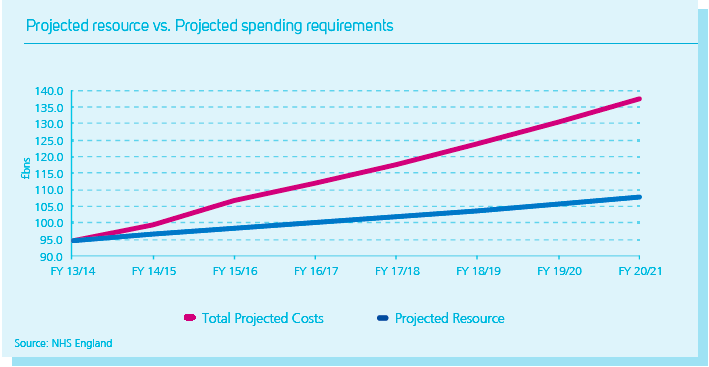 Projected resource vs. Projected spending requirements
£bns
140.0
135.0
130.0
125.0
120.0
115.0
110.0
105.0
100.0
95.0
90.0
FY 13/14 FY 14/15 FY 15/16 FY 16/17 FY 17/18 FY 18/19 FY 19/20 FY 20/21
Total Projected Costs Projected Resource
Source: NHS England